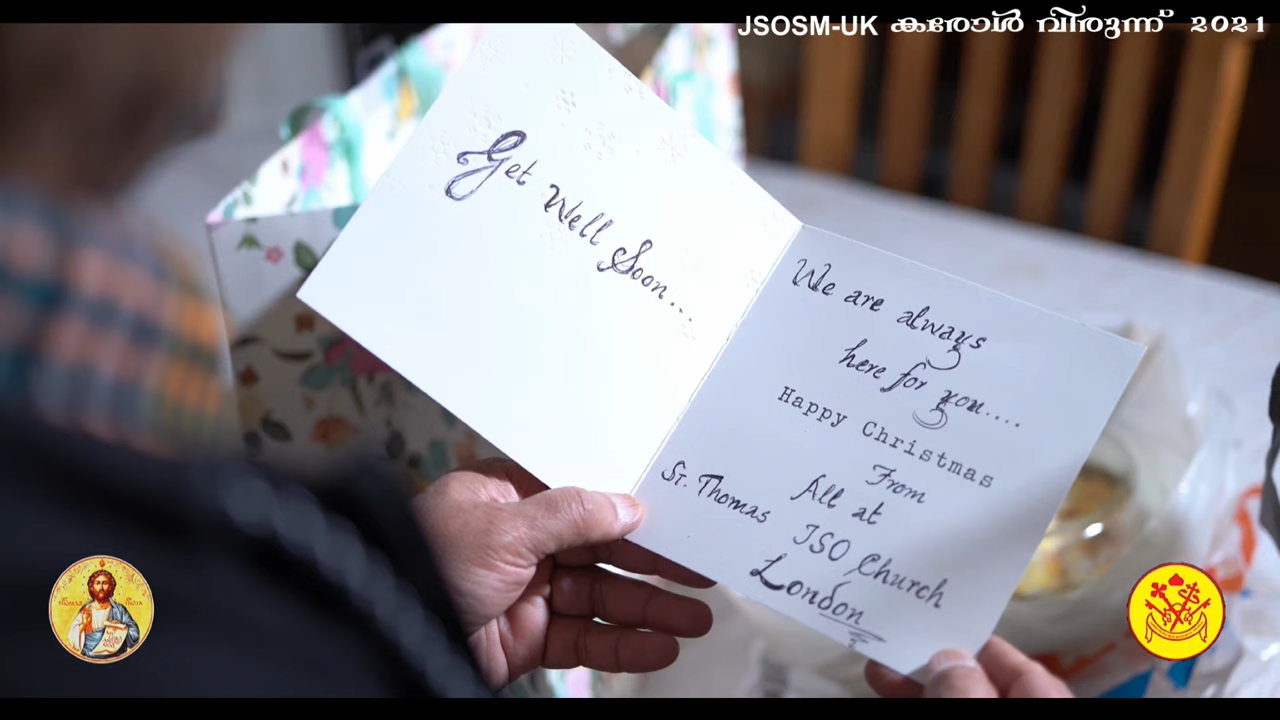 JSOSM-UK കരോൾ വിരുന്ന് 2021
Get Well Soon...
We are always
here for you....
Happy Christmas
From
All at
St. Thomas JSO Church
London